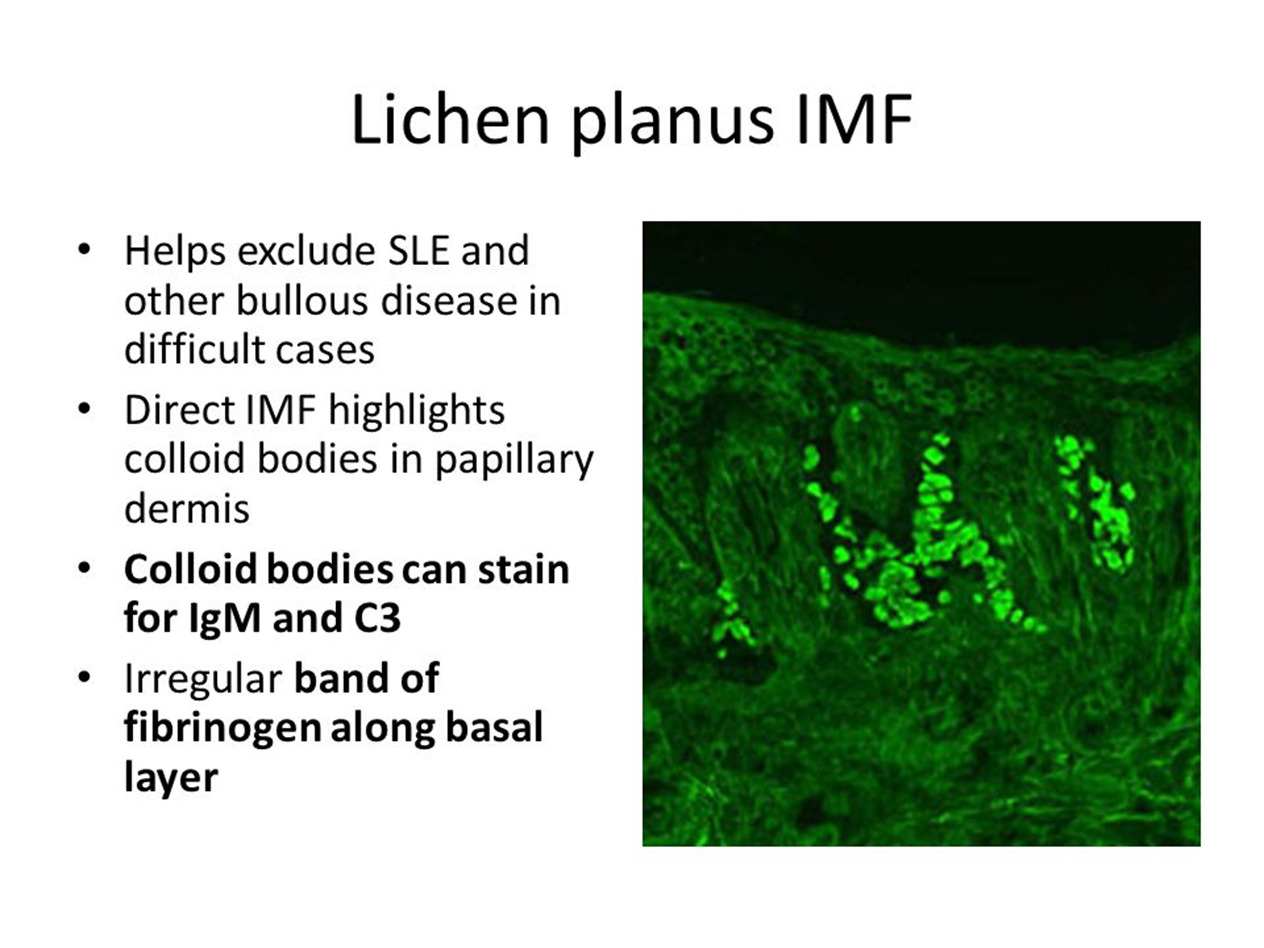 Lichen planus IMF
• Helps exclude SLE and
other bullous disease in
difficult cases
• Direct IMF highlights
colloid bodies in papillary
dermis
• Colloid bodies can stain
for IgM and C3
• Irregular band of
fibrinogen along basal
layer